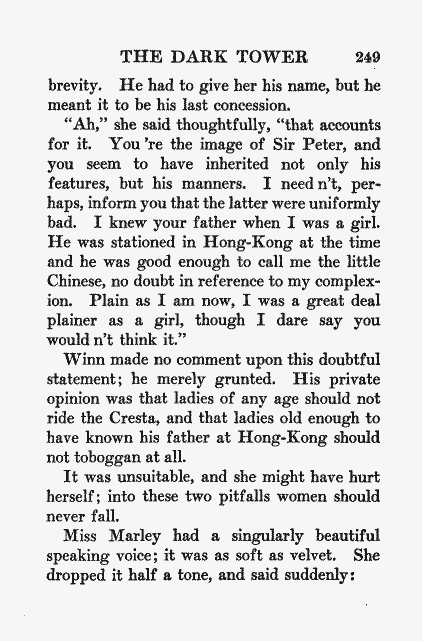 THE DARK TOWER 249
brevity. He had to give her his name, but he
meant it to be his last concession.
“Ah,” she said thoughtfully, “that accounts
for it. You 're the image of Sir Peter, and
you seem to have inherited not only his
features, but his manners. I need n't, per-
haps, inform you that the latter were uniformly
bad. I knew your father when I was a girl.
He was stationed in Hong-Kong at the time
and he was good enough to call me the little
Chinese, no doubt in reference to my complex-
ion. Plain as I am now, I was a great deal
plainer as a girl, though I dare say you
would n't think it.”
Winn made no comment upon this doubtful
statement; he merely grunted. His private
opinion was that ladies of any age should not
ride the Cresta, and that ladies old enough to
have known his father at Hong-Kong should
not toboggan at all.
It was unsuitable, and she might have hurt
herself; into these two pitfalls women should
never fall.
Miss Marley had a singularly beautiful
speaking voice; it was as soft as velvet. She
dropped it half a tone, and said suddenly: